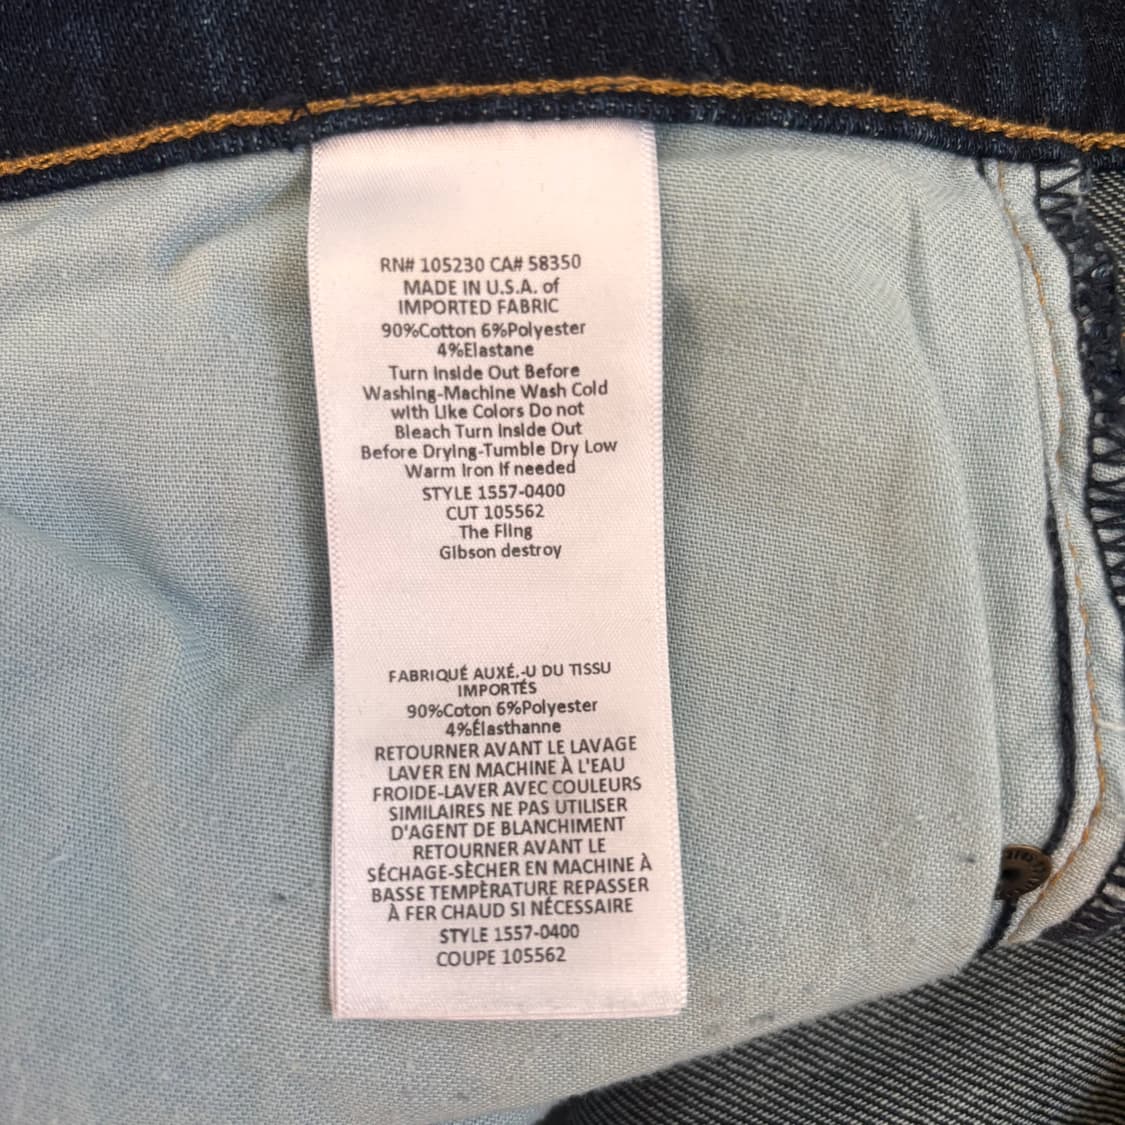 RN# 105230 CA# 58350
MADE IN U.S.A. of
IMPORTED FABRIC
90%Cotton 6%Polyester
4%Elastane
Turn Inside Out Before
Washing-Machine Wash Cold
with Like Colors Do not
Bleach Turn Inside Out
Before Drying-Tumble Dry Low
Warm Iron If needed
STYLE 1557-0400
CUT 105562
The Fling
Gibson destroy
FABRIQUÉ AUXÉ.-U DU TISSU
IMPORTÉS
90%Coton 6%Polyester
4%Élasthanne
RETOURNER AVANT LE LAVAGE
LAVER EN MACHINE À L'EAU
FROIDE-LAVER AVEC COULEURS
SIMILAIRES NE PAS UTILISER
D'AGENT DE BLANCHIMENT
RETOURNER AVANT LE
SÉCHAGE-SÈCHER EN MACHINE À
BASSE TEMPÈRATURE REPASSER
À FER CHAUD SI NÉCESSAIRE
STYLE 1557-0400
COUPE 105562